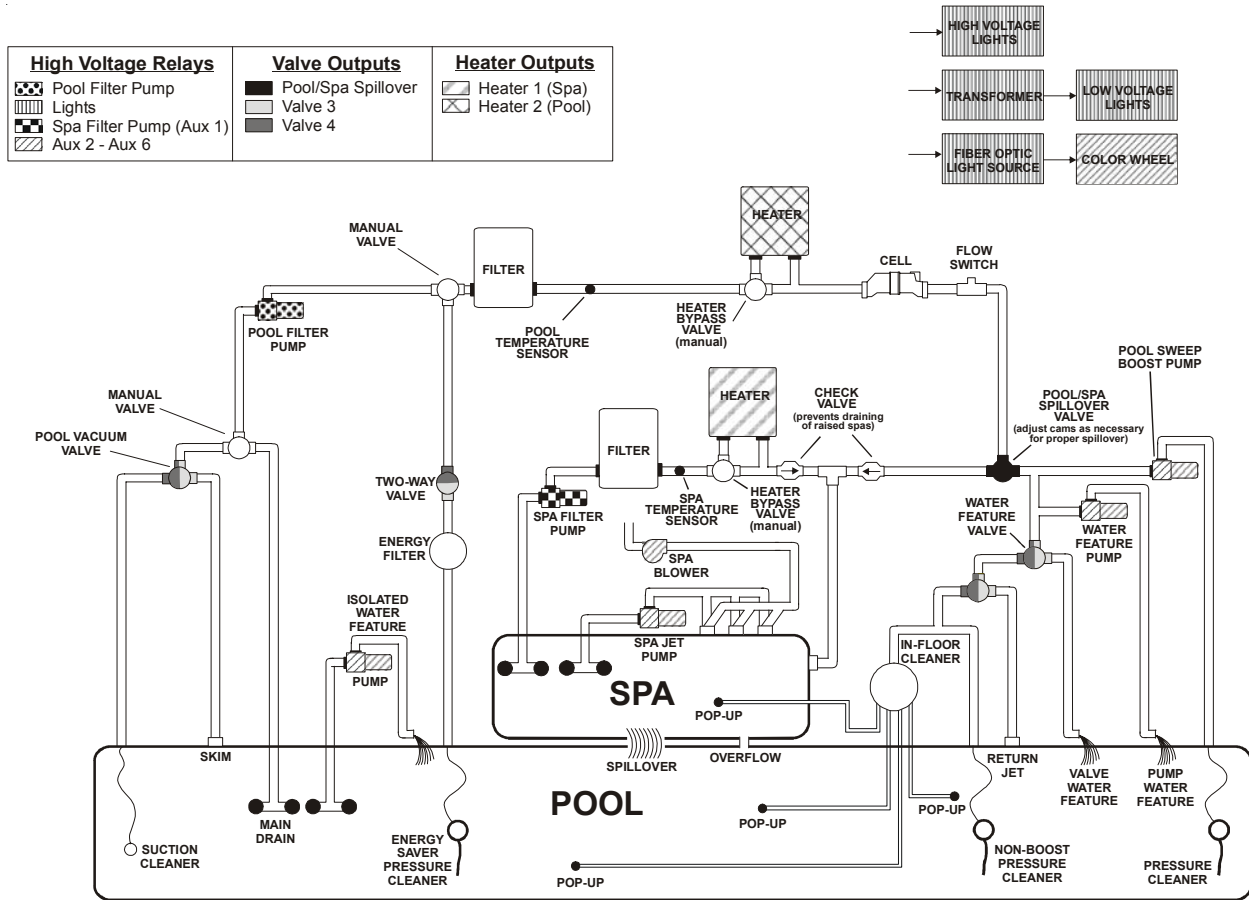 High Voltage Relays
Pool Filter Pump
Lights
Spa Filter Pump (Aux 1)
Aux 2 - Aux 6
Valve Outputs
Pool/Spa Spillover
Valve 3
Valve 4
Heater Outputs
Heater 1 (Spa)
Heater 2 (Pool)
HIGH VOLTAGE
LIGHTS
TRANSFORMER
LOW VOLTAGE
LIGHTS
FIBER OPTIC
LIGHT SOURCE
COLOR WHEEL
MANUAL
VALVE
FILTER
HEATER
CELL
FLOW
SWITCH
POOL FILTER
PUMP
POOL
TEMPERATURE
SENSOR
HEATER
BYPASS
VALVE
(manual)
POOL SWEEP
BOOST PUMP
MANUAL
VALVE
POOL VACUUM
VALVE
FILTER
HEATER
CHECK
VALVE
(prevents draining
of raised spas)
POOL/SPA
SPILLOVER
VALVE
(adjust cams as necessary
for proper spillover)
TWO-WAY
VALVE
SPA FILTER
PUMP
SPA
TEMPERATURE
SENSOR
HEATER
BYPASS
VALVE
(manual)
WATER
FEATURE
VALVE
WATER
FEATURE
PUMP
ENERGY
FILTER
SPA
BLOWER
ISOLATED
WATER
FEATURE
PUMP
SPA JET
PUMP
IN-FLOOR
CLEANER
SPA
POP-UP
SKIM
SPILLOVER
OVERFLOW
RETURN
JET
VALVE
WATER
FEATURE
PUMP
WATER
FEATURE
POOL
POP-UP
POP-UP
MAIN
DRAIN
SUCTION
CLEANER
ENERGY
SAVER
PRESSURE
CLEANER
POP-UP
NON-BOOST
PRESSURE
CLEANER
PRESSURE
CLEANER